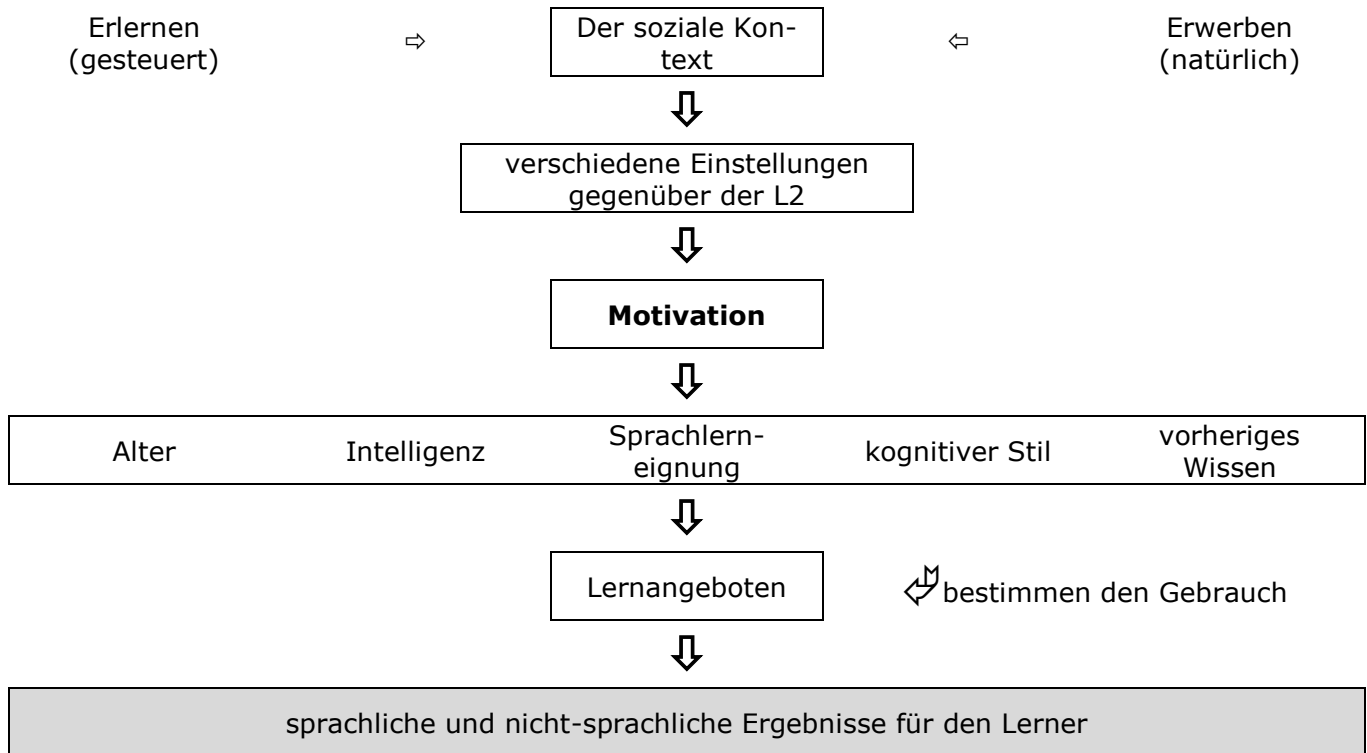 Erlernen
(gesteuert)
⇨
Der soziale Kon-
text
⇦
Erwerben
(natürlich)
verschiedene Einstellungen
gegenüber der L2
Motivation
Alter
Intelligenz
Sprachlern-
eignung
kognitiver Stil
vorheriges
Wissen
Lernangeboten
bestimmen den Gebrauch
sprachliche und nicht-sprachliche Ergebnisse für den Lerner